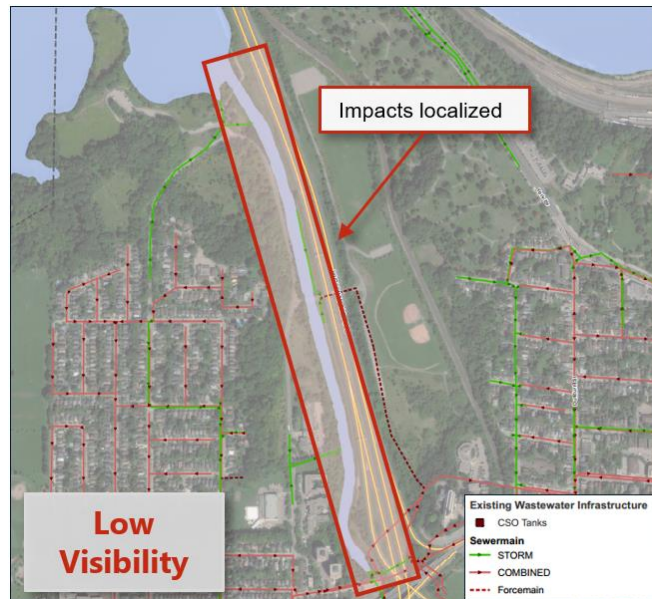 Impacts localized
Low
Visibility
Existing Wastewater Infrastructure
CSO Tanks
Sewermain
STORM
COMBINED
Forcemain